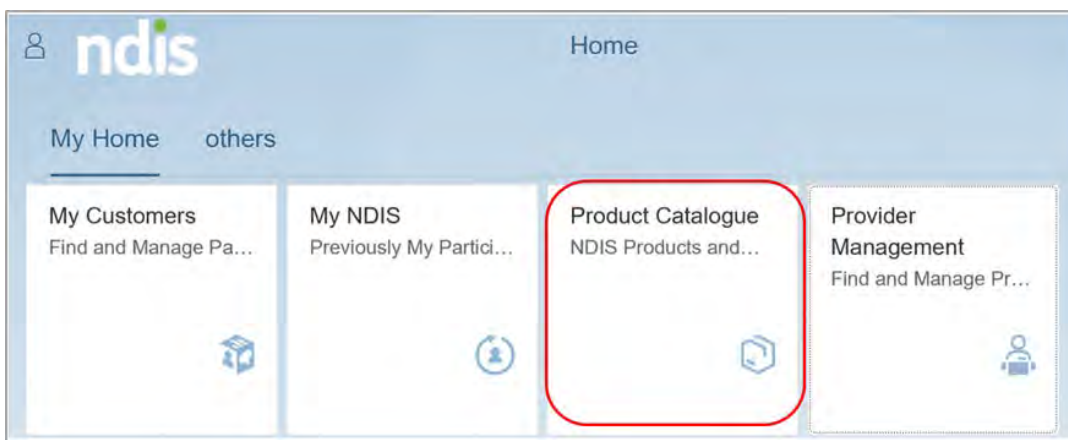 ndis
Home
My Home others
My Customers
Find and Manage Pa...
My NDIS
Previously My Partici...
Product Catalogue
NDIS Products and...
Provider
Management
Find and Manage Pr...